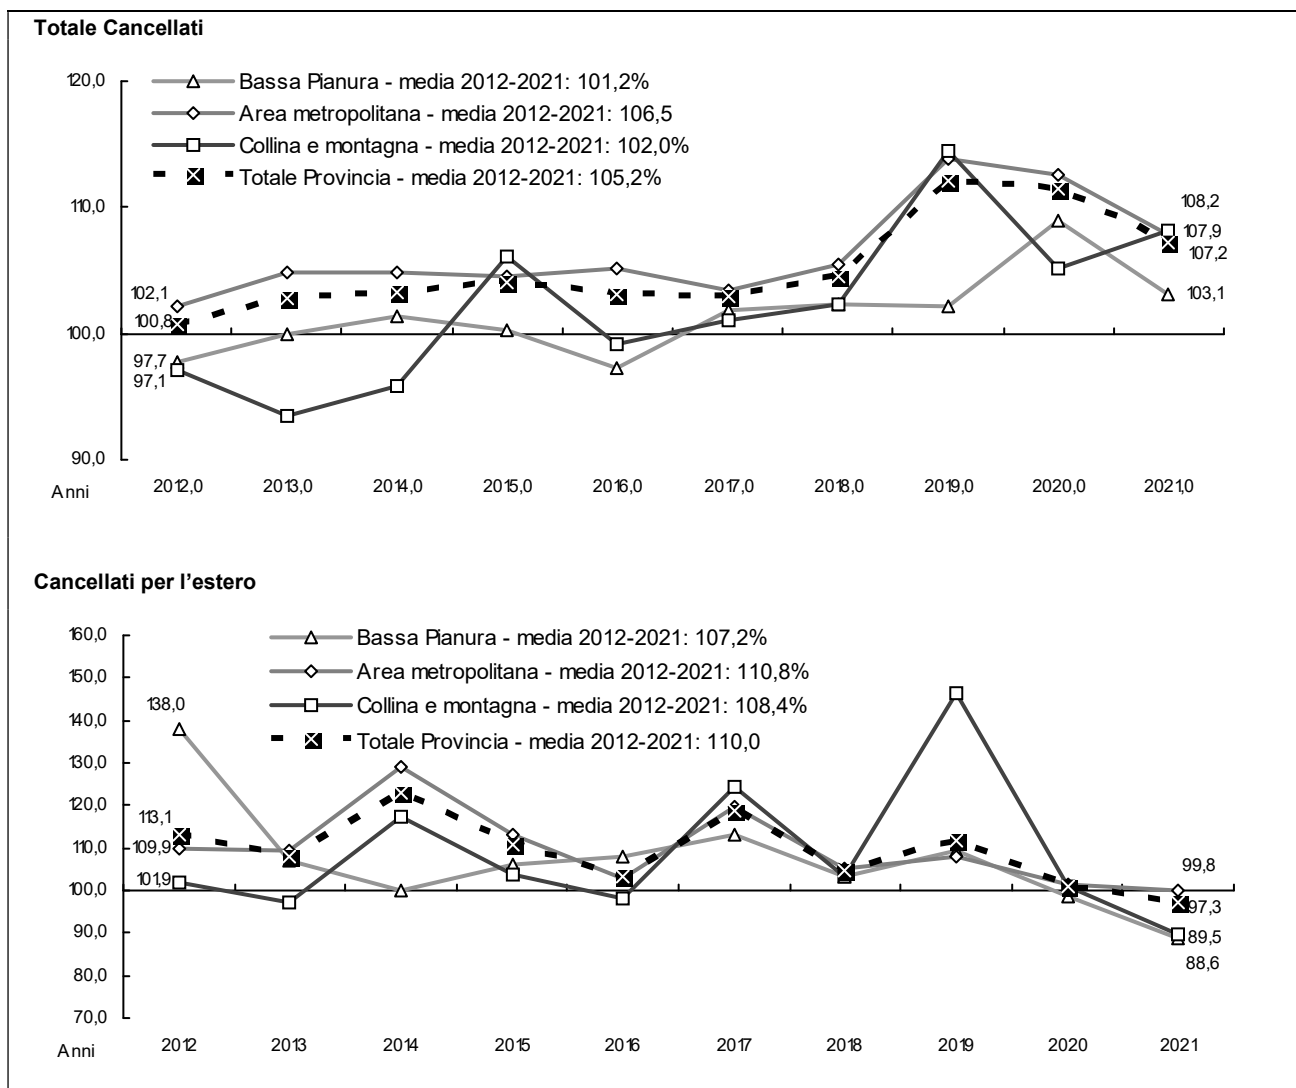 Totale Cancellati
120,0
Bassa Pianura - media 2012-2021: 101,2%
Area metropolitana - media 2012-2021: 106,5
Collina e montagna - media 2012-2021: 102,0%
Totale Provincia - media 2012-2021: 105,2%
110,0
108,2
107,9
107,2
102,1
103,1
100,8
100,0
97,7
97,1
90,0
Anni
2012,0 2013,0 2014,0 2015,0 2016,0 2017,0 2018,0 2019,0 2020,0 2021,0
Cancellati per l'estero
160,0
Bassa Pianura - media 2012-2021: 107,2%
150,0
Area metropolitana - media 2012-2021: 110,8%
138,0
Collina e montagna - media 2012-2021: 108,4%
140,0
Totale Provincia - media 2012-2021: 110,0
130,0
120,0
113,1
110,0
109,9
99,8
101,9
100,0
97,3
90,0
89,5
88,6
80,0
70,0
Anni
2012 2013 2014 2015 2016 2017 2018 2019 2020 2021